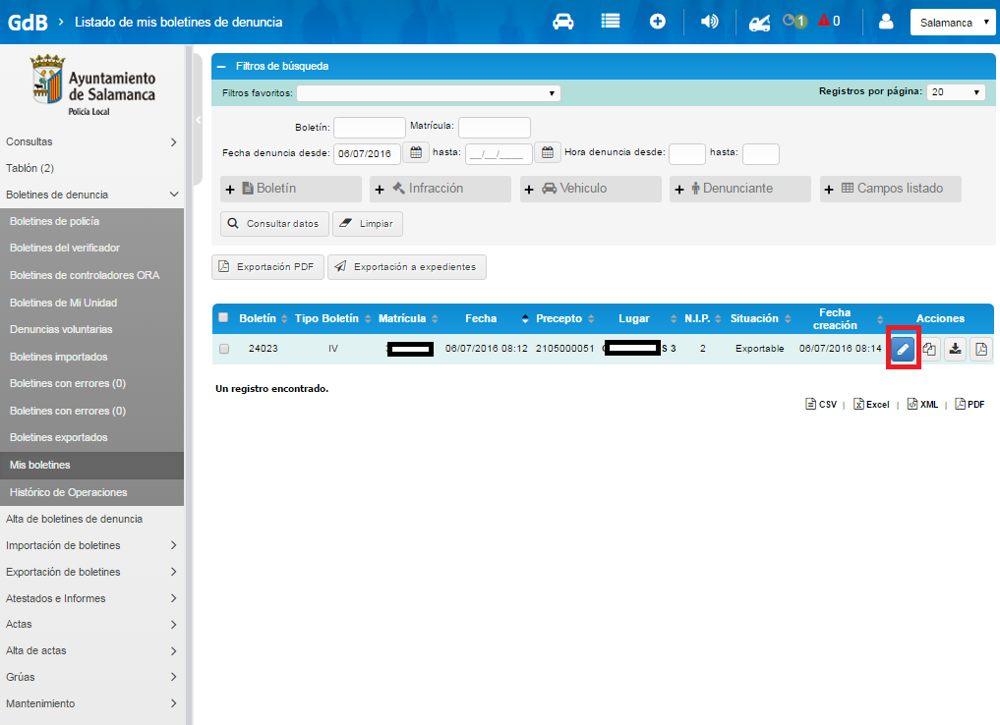 GdB > Listado de mis boletines de denuncia
1 0 Salamanca
Ayuntamiento
de Salamanca
Policía Local
Consultas
Tablón (2)
Boletines de denuncia
Boletines de policía
Boletines del verificador
Boletines de controladores ORA
Boletines de Mi Unidad
Denuncias voluntarias
Boletines importados
Boletines con errores (0)
Boletines con errores (0)
Boletines exportados
Mis boletines
Histórico de Operaciones
Alta de boletines de denuncia
Importación de boletines
Exportación de boletines
Atestados e Informes
Actas
Alta de actas
Grúas
Mantenimiento
Filtros de búsqueda
Filtros favoritos: Registros por página: 20
Boletín: Matrícula:
Fecha denuncia desde: 06/07/2016 hasta: __/__/____ Hora denuncia desde: hasta:
+ Boletín + Infracción + Vehiculo + Denunciante + Campos listado
Consultar datos Limpiar
Exportación PDF Exportación a expedientes
Boletín Tipo Boletín Matrícula Fecha Precepto Lugar N.I.P. Situación Fecha creación Acciones
24023 IV 06/07/2016 08:12 2105000051 S 3 2 Exportable 06/07/2016 08:14
Un registro encontrado.
CSV | Excel | XML | PDF